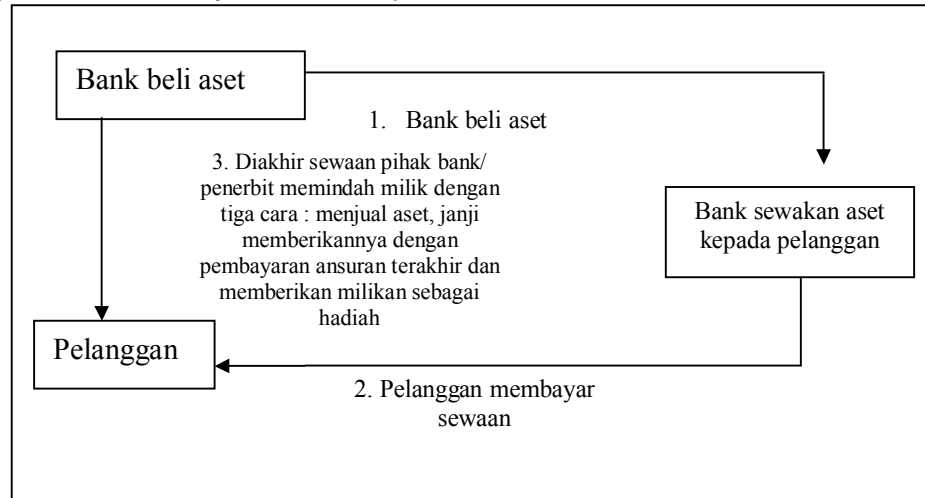 Bank beli aset
1. Bank beli aset
3. Diakhir sewaan pihak bank/
penerbit memindah milik dengan
tiga cara : menjual aset, janji
memberikannya dengan
pembayaran ansuran terakhir dan
memberikan milikan sebagai
hadiah
Bank sewakan aset
kepada pelanggan
Pelanggan
2. Pelanggan membayar
sewaan